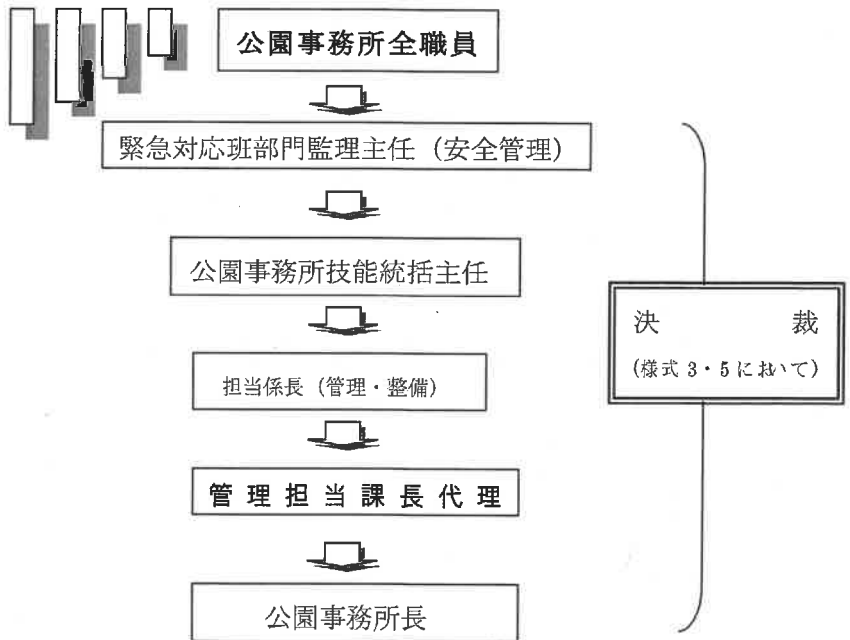 公園事務所全職員
緊急対応班部門監理主任（安全管理）
公園事務所技能統括主任
担当係長（管理・整備）
管理担当課長代理
公園事務所長
決裁
(様式 3・5 において)